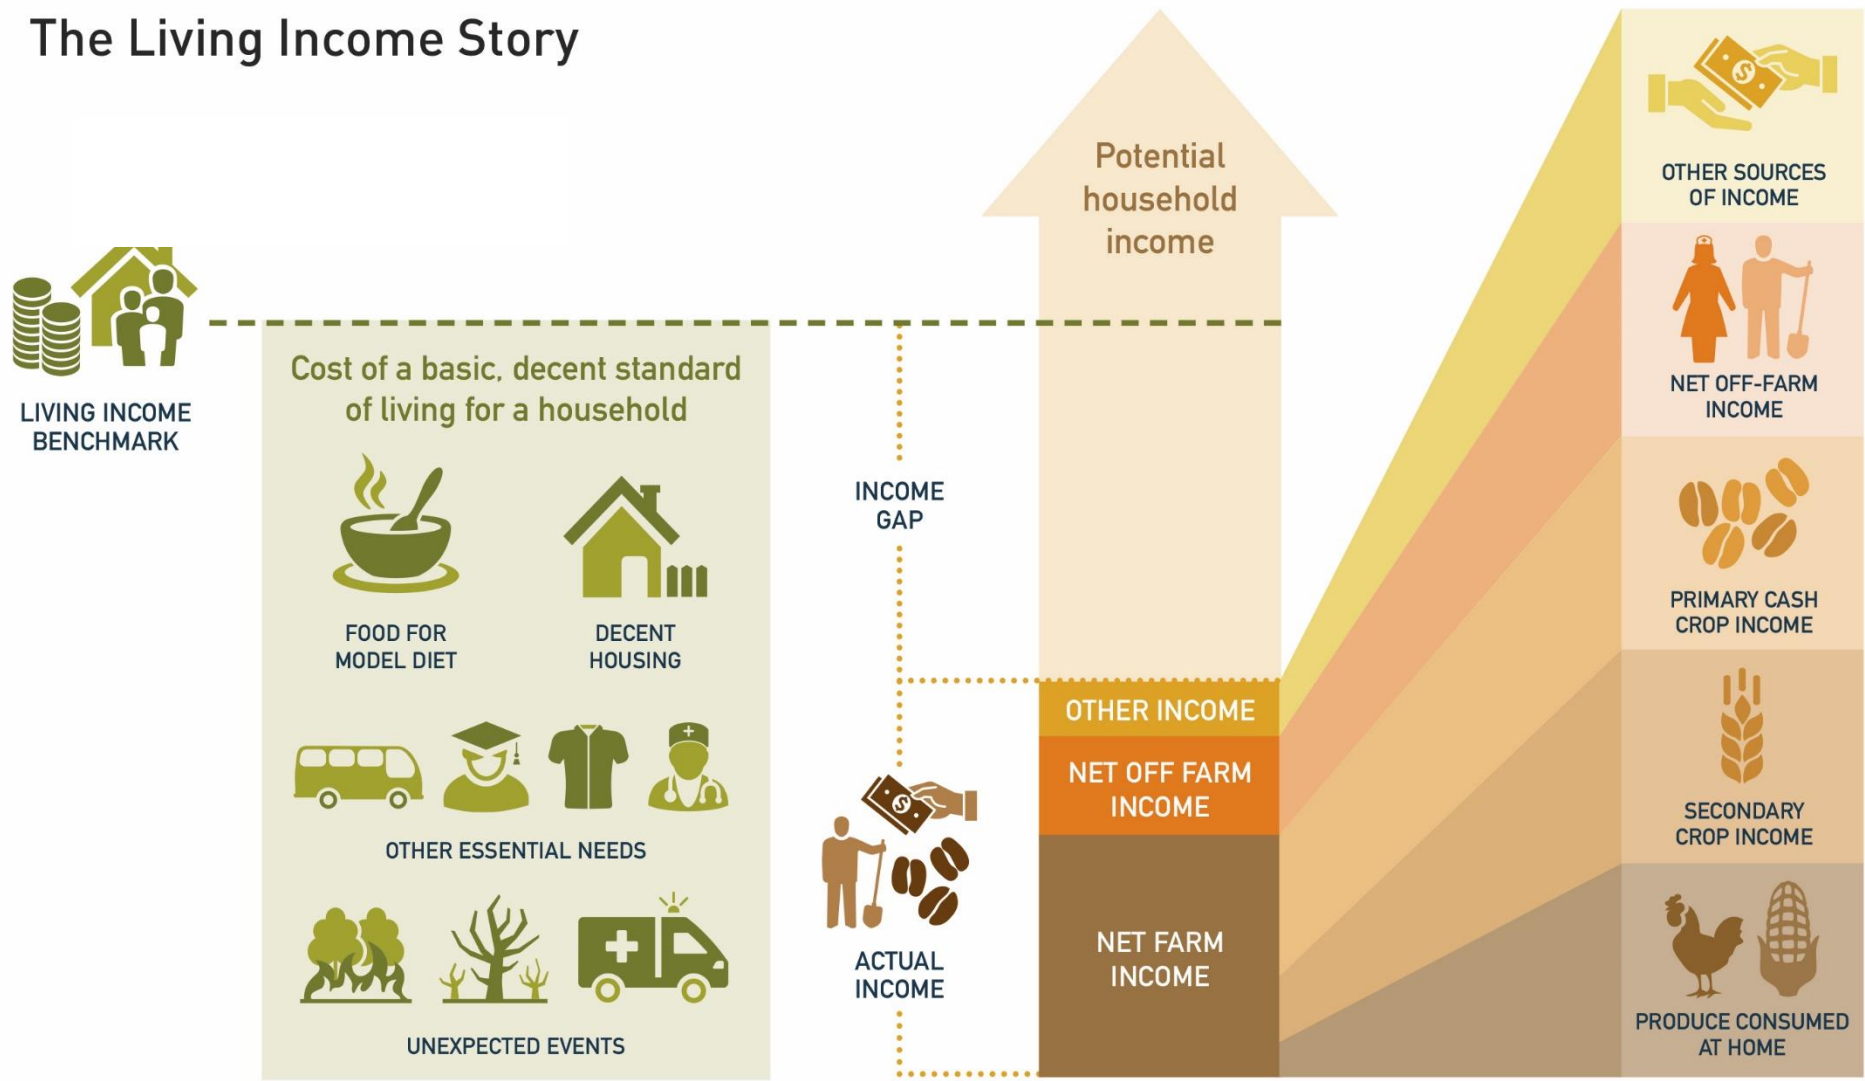 The Living Income Story
LIVING INCOME
BENCHMARK
Cost of a basic, decent standard
of living for a household
FOOD FOR
MODEL DIET
DECENT
HOUSING
OTHER ESSENTIAL NEEDS
UNEXPECTED EVENTS
INCOME
GAP
ACTUAL
INCOME
Potential
household
income
OTHER INCOME
NET OFF FARM
INCOME
NET FARM
INCOME
OTHER SOURCES
OF INCOME
NET OFF-FARM
INCOME
PRIMARY CASH
CROP INCOME
SECONDARY
CROP INCOME
PRODUCE CONSUMED
AT HOME